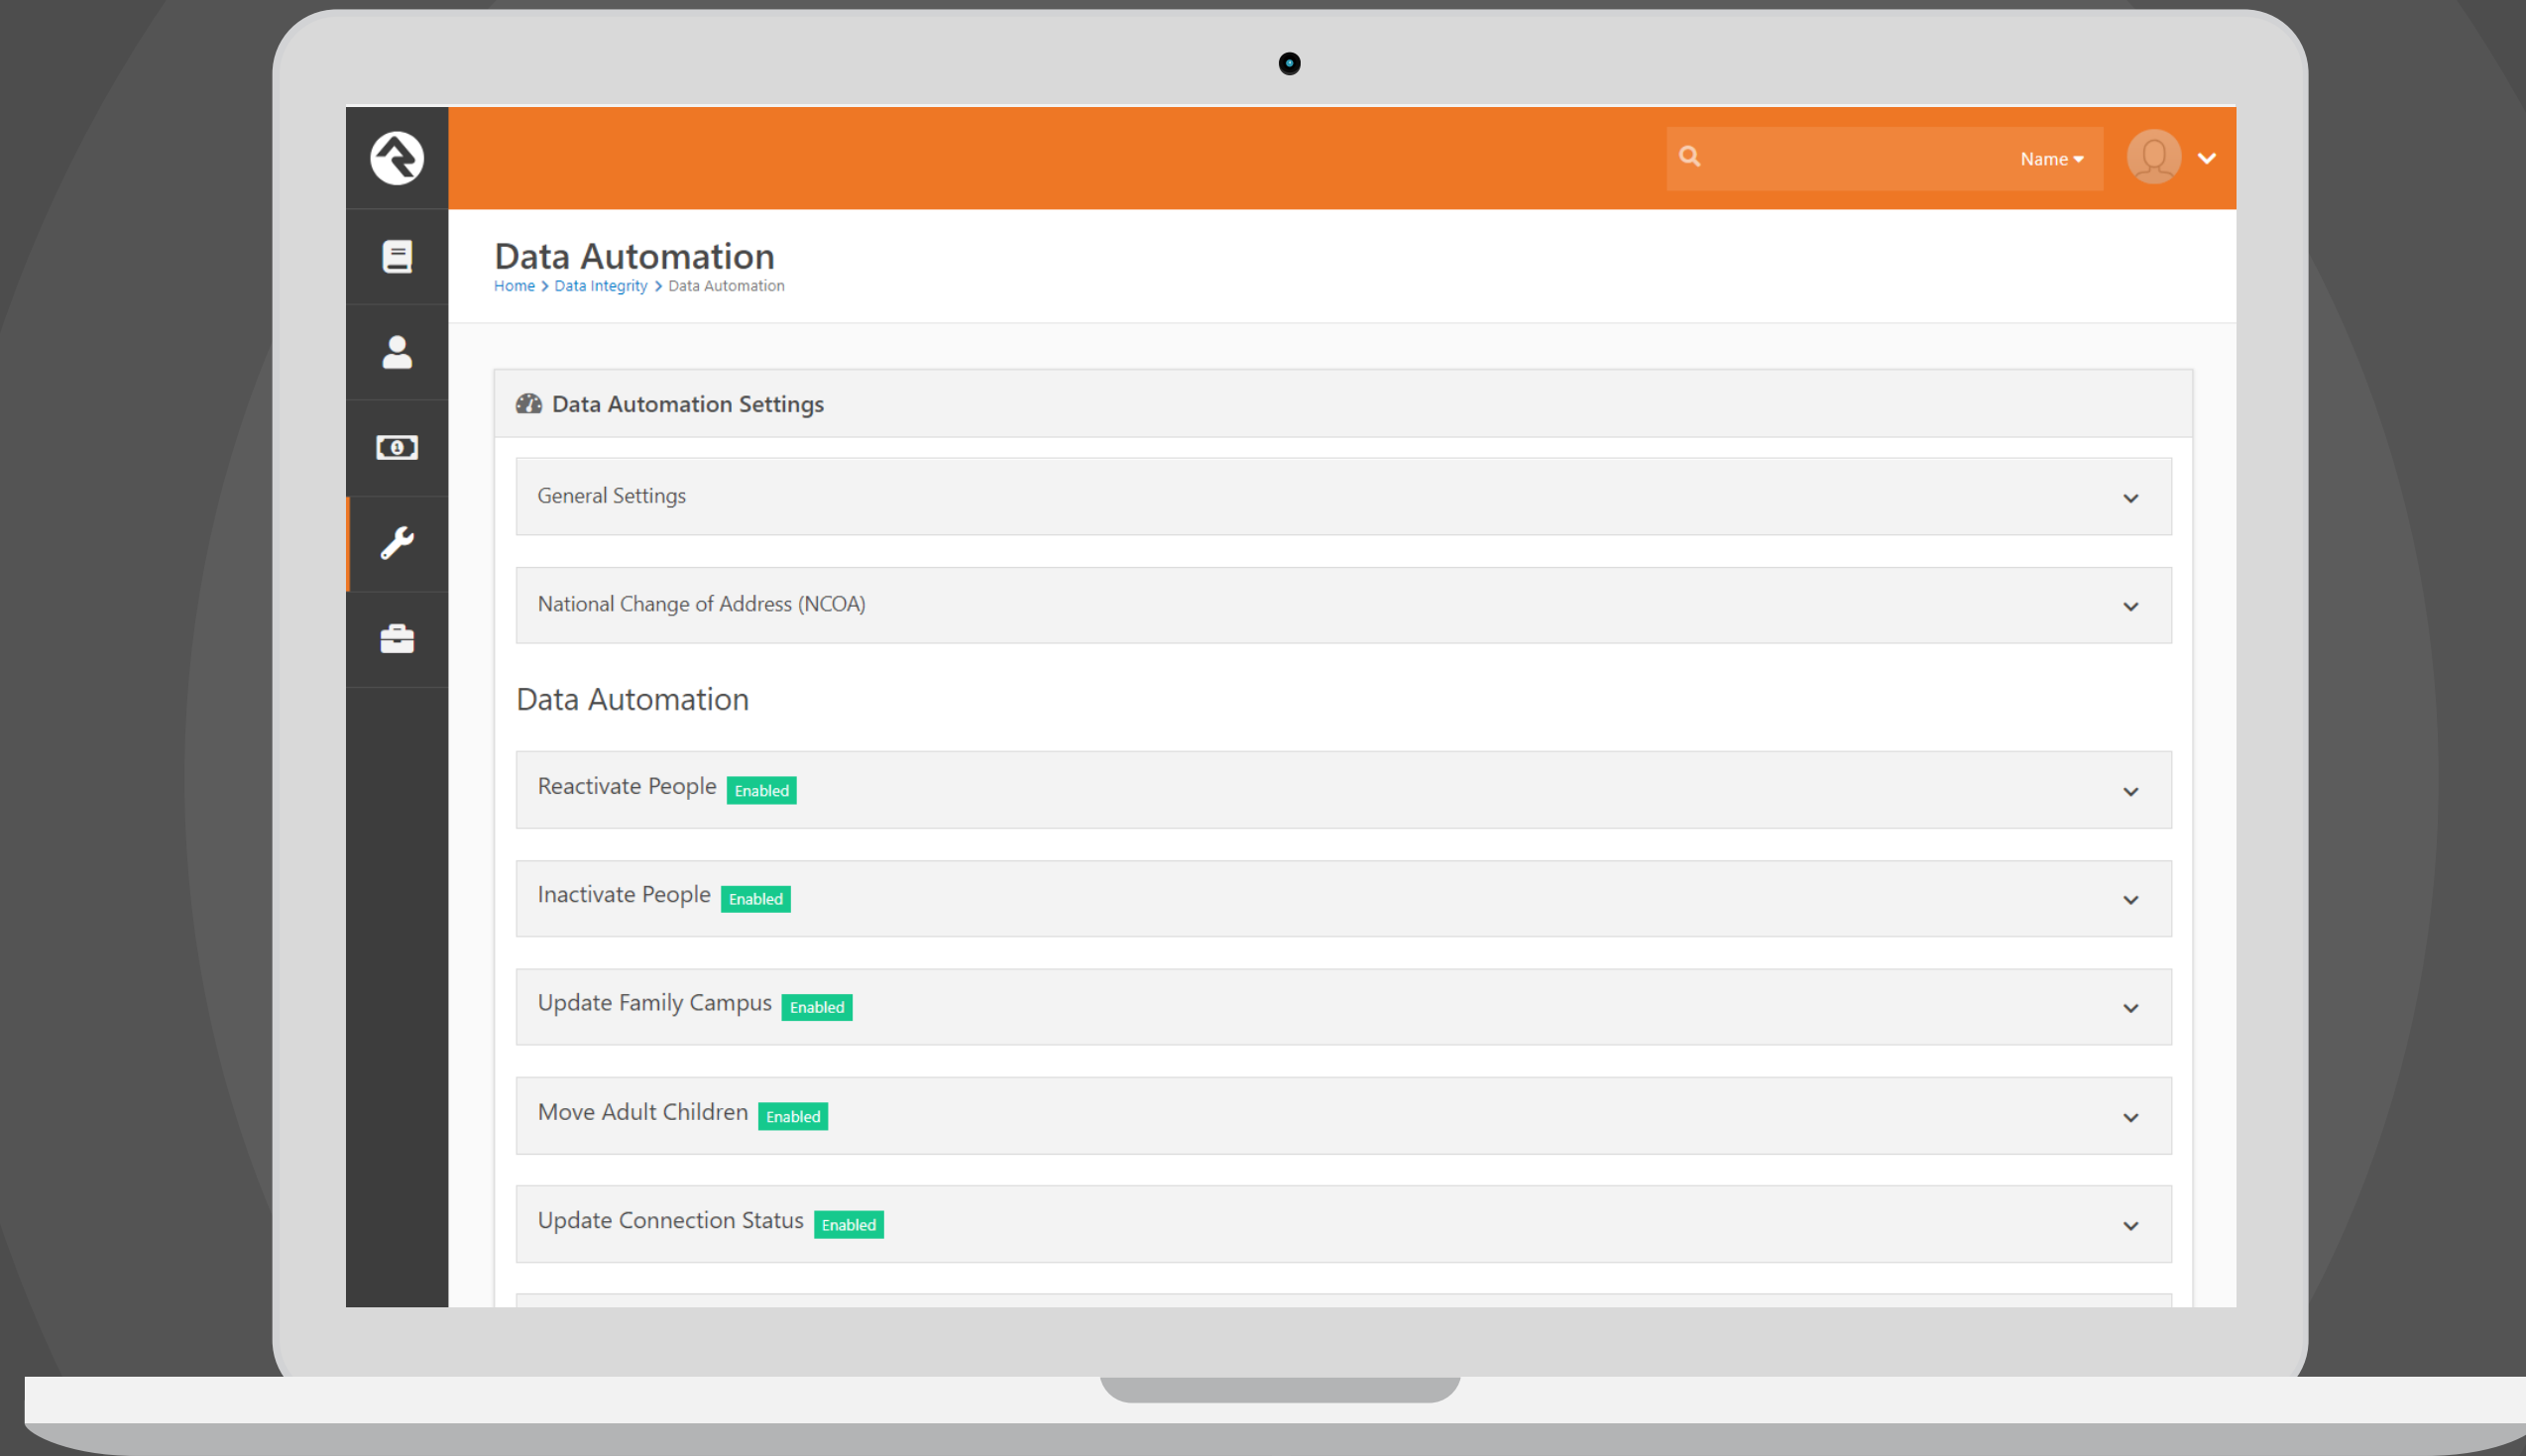 Name
Data Automation
Home > Data Integrity > Data Automation
Data Automation Settings
General Settings
National Change of Address (NCOA)
Data Automation
Reactivate People Enabled
Inactivate People Enabled
Update Family Campus Enabled
Move Adult Children Enabled
Update Connection Status Enabled